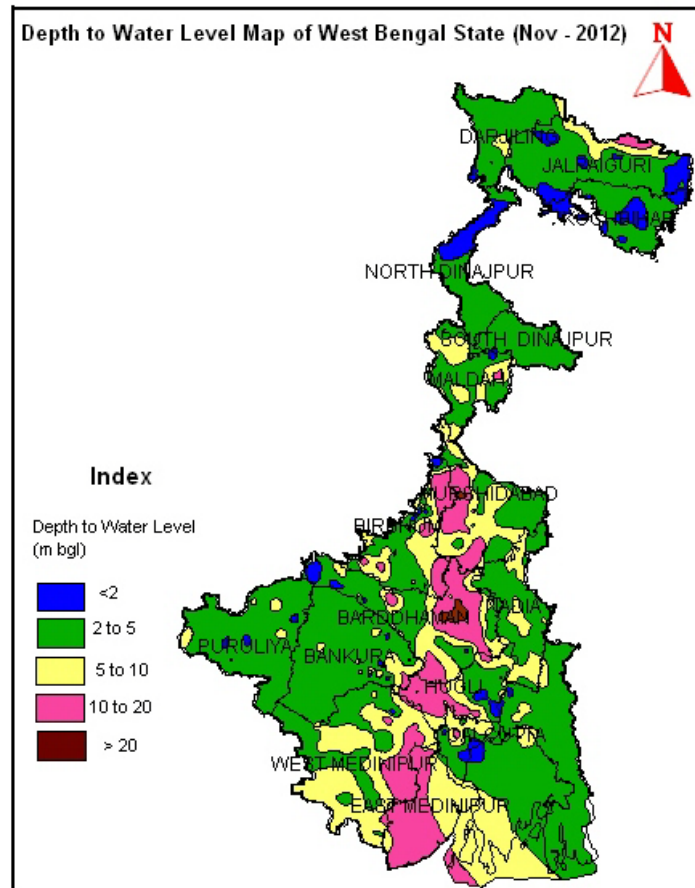 Depth to Water Level Map of West Bengal State (Nov - 2012)
N
DARJILING
JALPAIGURI
KOCHBIHAR
NORTH DINAJPUR
SOUTH DINAJPUR
MALDAH
MURSHIDABAD
BIRBHUM
BARDDHAMAN
NADIA
PURULIYA
BANKURA
HUGLI
WEST MEDINIPUR
EAST MEDINIPUR
Index
Depth to Water Level
(m bgl)
<2
2 to 5
5 to 10
10 to 20
> 20